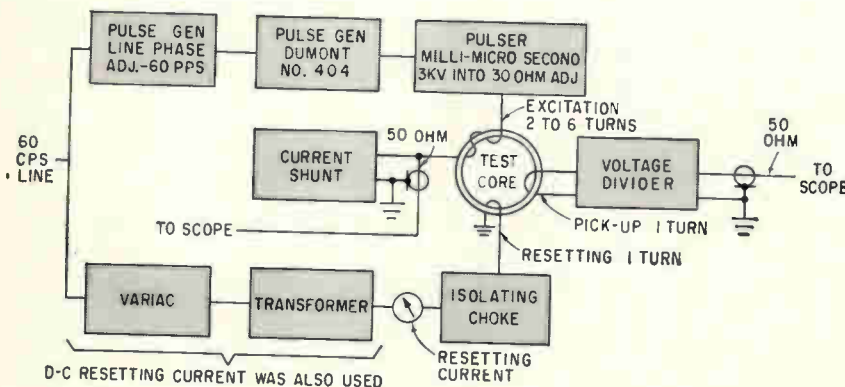 PULSE GEN
LINE PHASE
ADJ.-60 PPS
PULSE GEN
DUMONT
NO. 404
PULSER
MILLI-MICRO SECOND
3KV INTO 30 OHM ADJ
EXCITATION
2 TO 6 TURNS
60
CPS
LINE
CURRENT
SHUNT
50 OHM
TEST
CORE
VOLTAGE
DIVIDER
50
OHM
TO
SCOPE
TO SCOPE
PICK-UP 1 TURN
RESETTING 1 TURN
VARIAC
TRANSFORMER
ISOLATING
CHOKE
RESETTING
CURRENT
D-C RESETTING CURRENT WAS ALSO USED